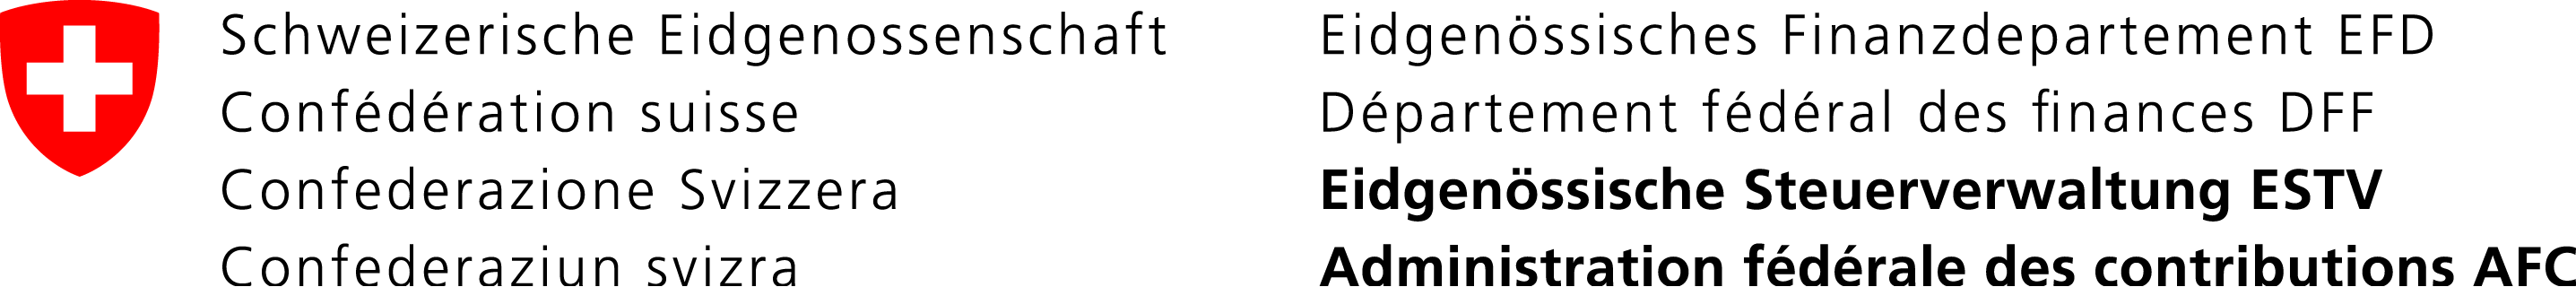 Schweizerische Eidgenossenschaft
Confédération suisse
Confederazione Svizzera
Confederaziun svizra
Eidgenössisches Finanzdepartement EFD
Département fédéral des finances DFF
Eidgenössische Steuerverwaltung ESTV
Administration fédérale des contributions AFC